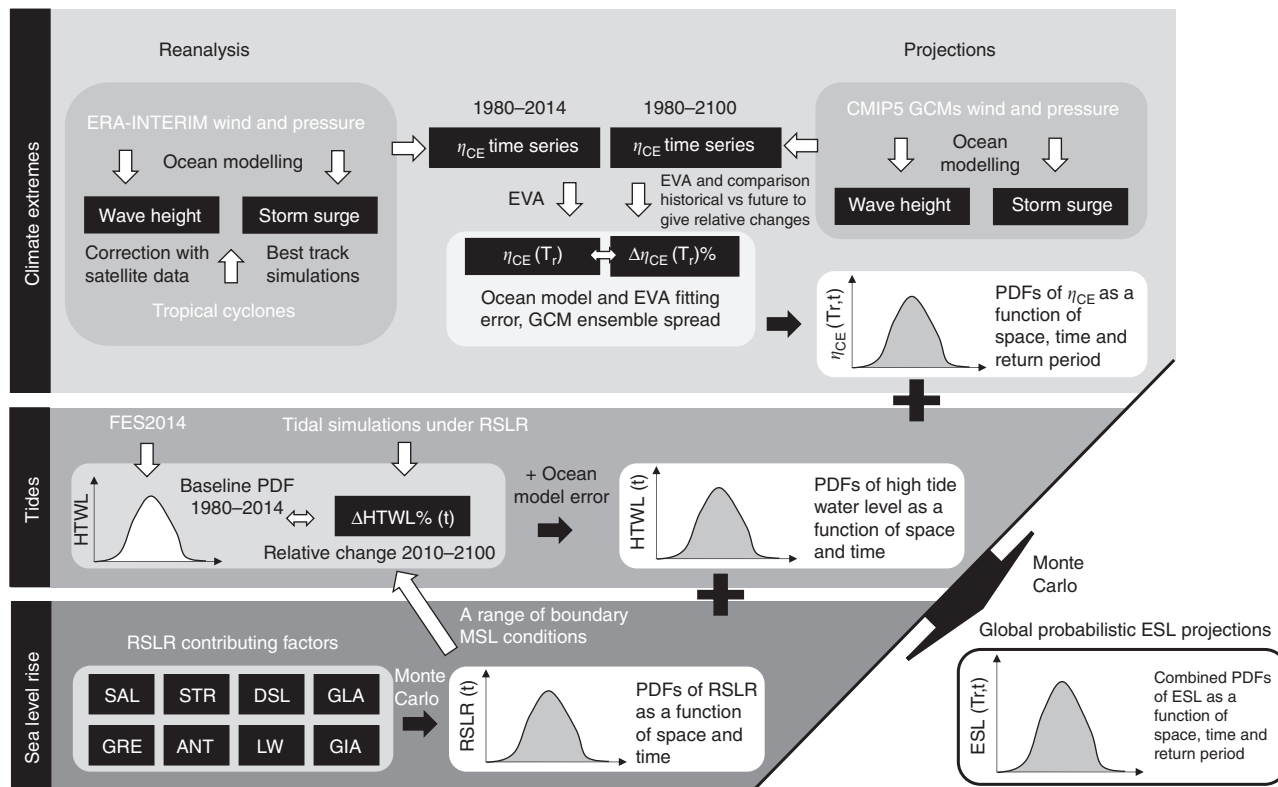 Climate extremes
Reanalysis
ERA-INTERIM wind and pressure
Ocean modelling
Wave height
Storm surge
Correction with
satellite data
Best track
simulations
Tropical cyclones
1980–2014
η_CE time series
1980–2100
η_CE time series
EVA
EVA and comparison
historical vs future to
give relative changes
η_CE (T_r)
Δη_CE (T_r)%
Ocean model and EVA fitting
error, GCM ensemble spread
Projections
CMIP5 GCMs wind and pressure
Ocean
modelling
Wave height
Storm surge
η_CE (Tr,t)
PDFs of η_CE as a
function of
space, time and
return period
Tides
FES2014
Tidal simulations under RSLR
HTWL
Baseline PDF
1980–2014
ΔHTWL% (t)
Relative change 2010–2100
+ Ocean
model error
HTWL (t)
PDFs of high tide
water level as a
function of space
and time
Sea level rise
RSLR contributing factors
SAL
STR
DSL
GLA
GRE
ANT
LW
GIA
A range of boundary
MSL conditions
Monte
Carlo
RSLR (t)
PDFs of RSLR
as a function
of space and
time
Monte
Carlo
Global probabilistic ESL projections
ESL (Tr,t)
Combined PDFs
of ESL as a
function of
space, time and
return period